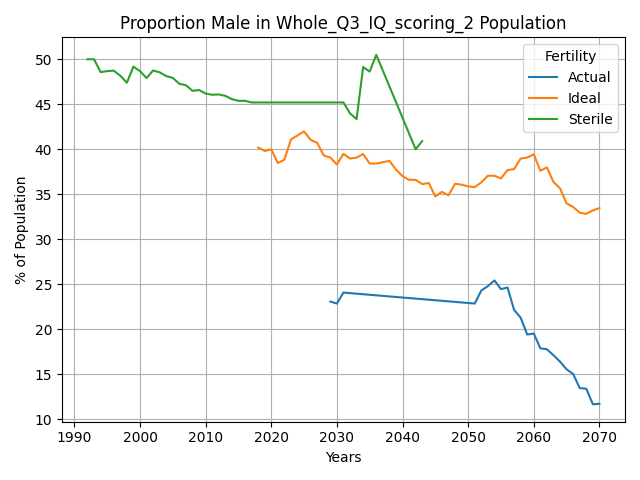 Proportion Male in Whole_Q3_IQ_scoring_2 Population
Fertility
Actual
Ideal
Sterile
% of Population
50
45
40
35
30
25
20
15
10
1990 2000 2010 2020 2030 2040 2050 2060 2070
Years